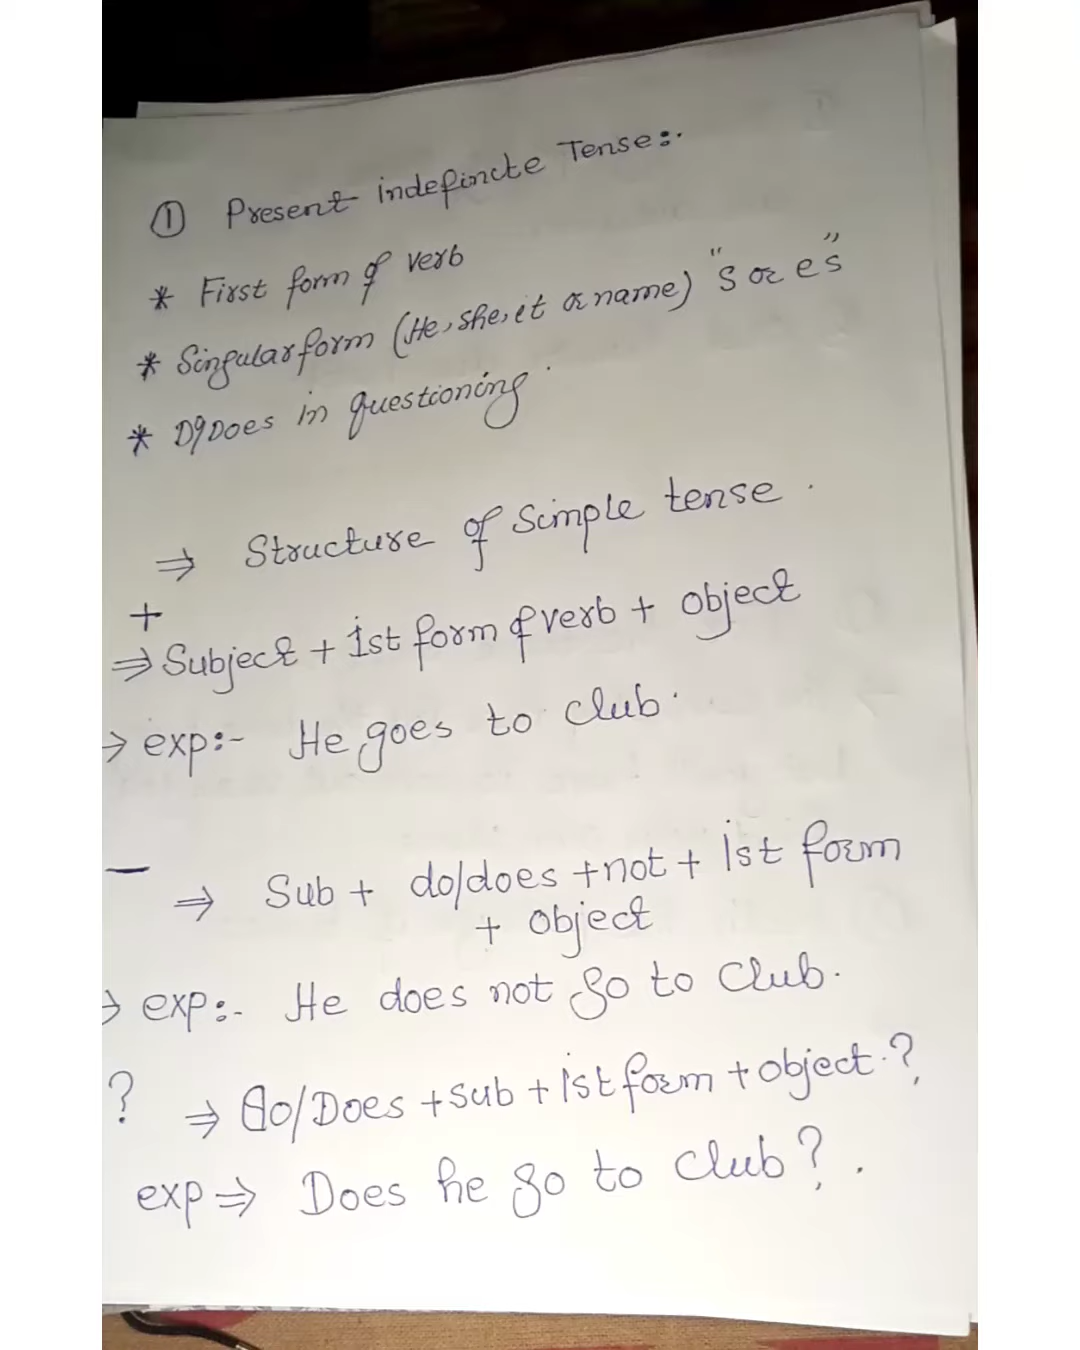 ① Present indefincte Tense:.
* First form of verb
* Singular form (He, she, it or name) "s or es"
* D9Does in questioning.
⇒ Structure of Simple tense.
+
⇒ Subject + 1st form of verb + object
→ exp:- He goes to club.
—
⇒ Sub + do/does +not + 1st form
+ object
→ exp:- He does not go to club.
? ⇒ Do/Does +sub + 1st form + object.?
exp ⇒ Does he go to club?.